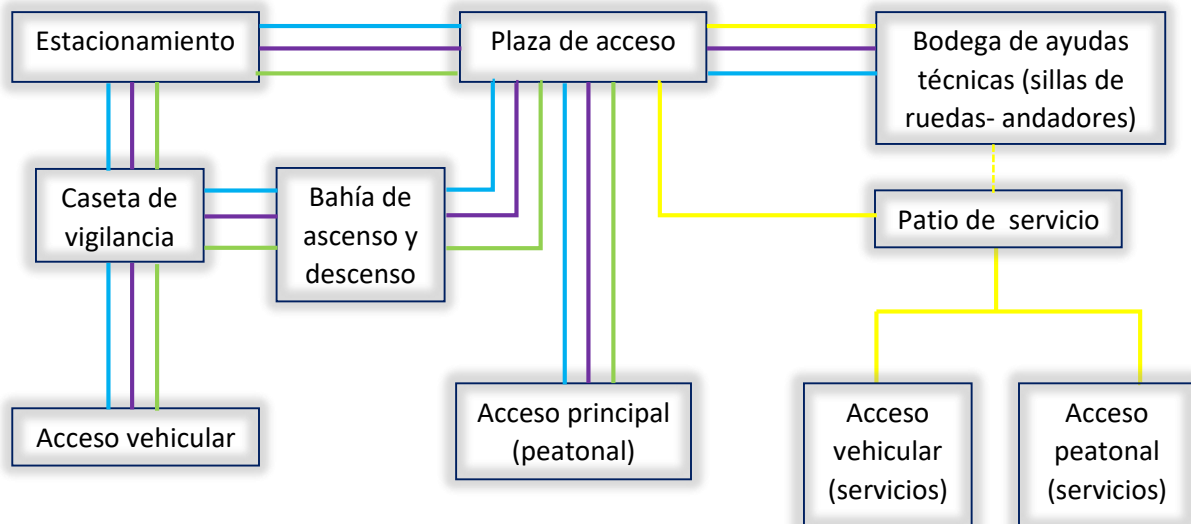 Estacionamiento
Plaza de acceso
Bodega de ayudas
técnicas (sillas de
ruedas- andadores)
Caseta de
vigilancia
Bahía de
ascenso y
descenso
Patio de servicio
Acceso vehicular
Acceso principal
(peatonal)
Acceso
vehicular
(servicios)
Acceso
peatonal
(servicios)